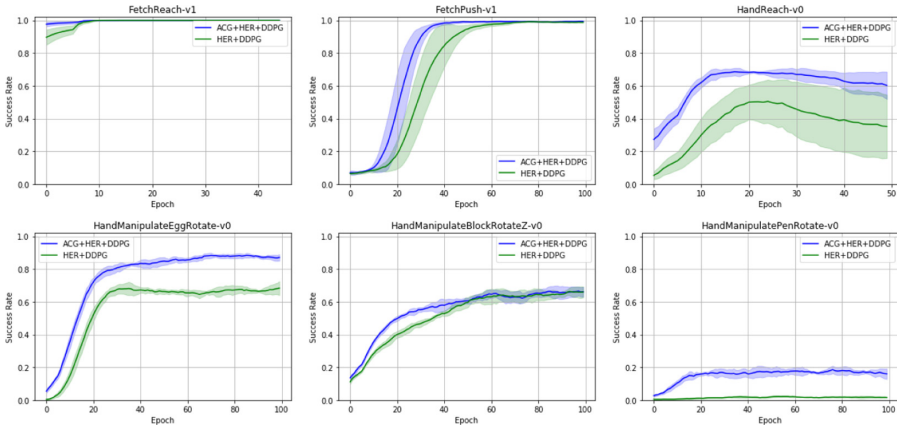 FetchReach-v1
1.0
0.8
0.6
0.4
0.2
0.0
Success Rate
ACG+HER+DDPG
HER+DDPG
0 10 20 30 40
Epoch
FetchPush-v1
1.0
0.8
0.6
0.4
0.2
0.0
Success Rate
ACG+HER+DDPG
HER+DDPG
0 20 40 60 80 100
Epoch
HandReach-v0
1.0
0.8
0.6
0.4
0.2
0.0
Success Rate
ACG+HER+DDPG
HER+DDPG
0 10 20 30 40 50
Epoch
HandManipulateEggRotate-v0
1.0
0.8
0.6
0.4
0.2
0.0
Success Rate
ACG+HER+DDPG
HER+DDPG
0 20 40 60 80 100
Epoch
HandManipulateBlockRotateZ-v0
1.0
0.8
0.6
0.4
0.2
0.0
Success Rate
ACG+HER+DDPG
HER+DDPG
0 20 40 60 80 100
Epoch
HandManipulatePenRotate-v0
1.0
0.8
0.6
0.4
0.2
0.0
Success Rate
ACG+HER+DDPG
HER+DDPG
0 20 40 60 80 100
Epoch